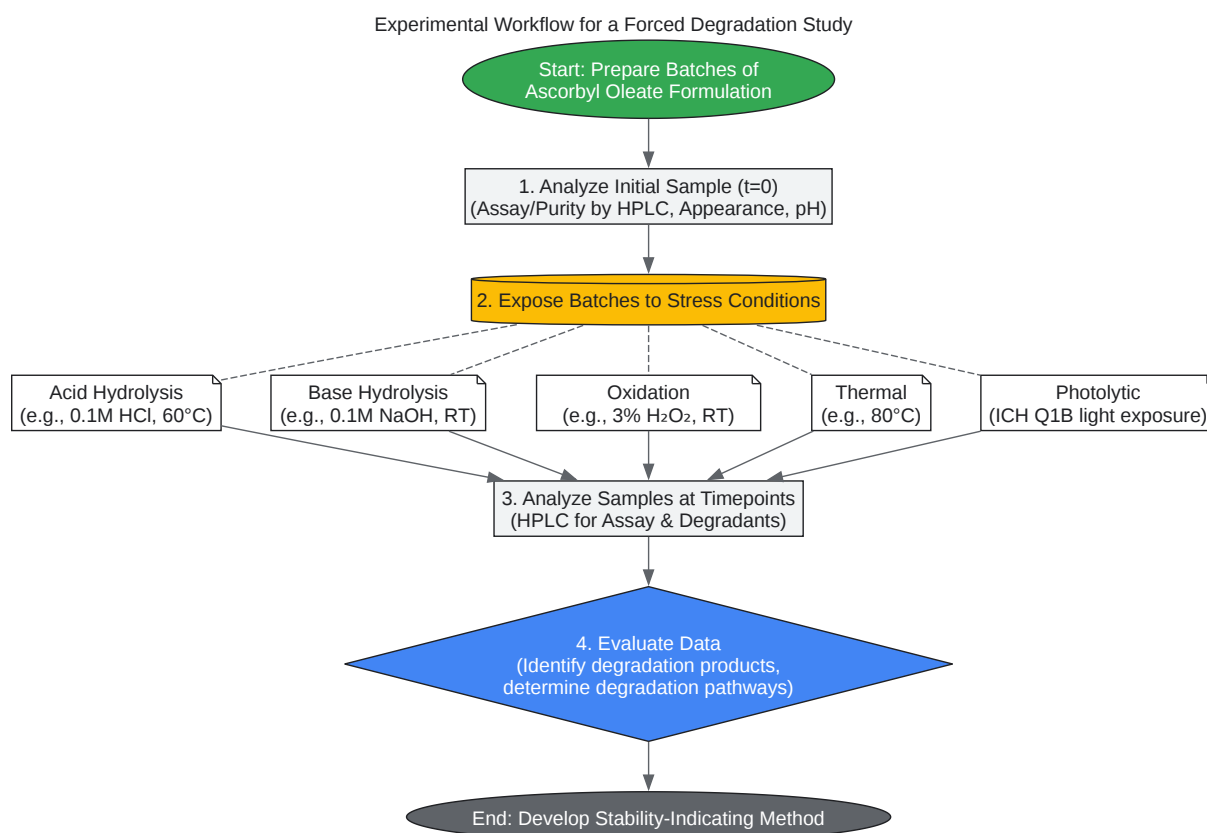 Experimental Workflow for a Forced Degradation Study
Start: Prepare Batches of
Ascorbyl Oleate Formulation
1. Analyze Initial Sample (t=0)
(Assay/Purity by HPLC, Appearance, pH)
2. Expose Batches to Stress Conditions
Acid Hydrolysis
(e.g., 0.1M HCl, 60°C)
Base Hydrolysis
(e.g., 0.1M NaOH, RT)
Oxidation
(e.g., 3% H₂O₂, RT)
Thermal
(e.g., 80°C)
Photolytic
(ICH Q1B light exposure)
3. Analyze Samples at Timepoints
(HPLC for Assay & Degradants)
4. Evaluate Data
(Identify degradation products,
determine degradation pathways)
End: Develop Stability-Indicating Method